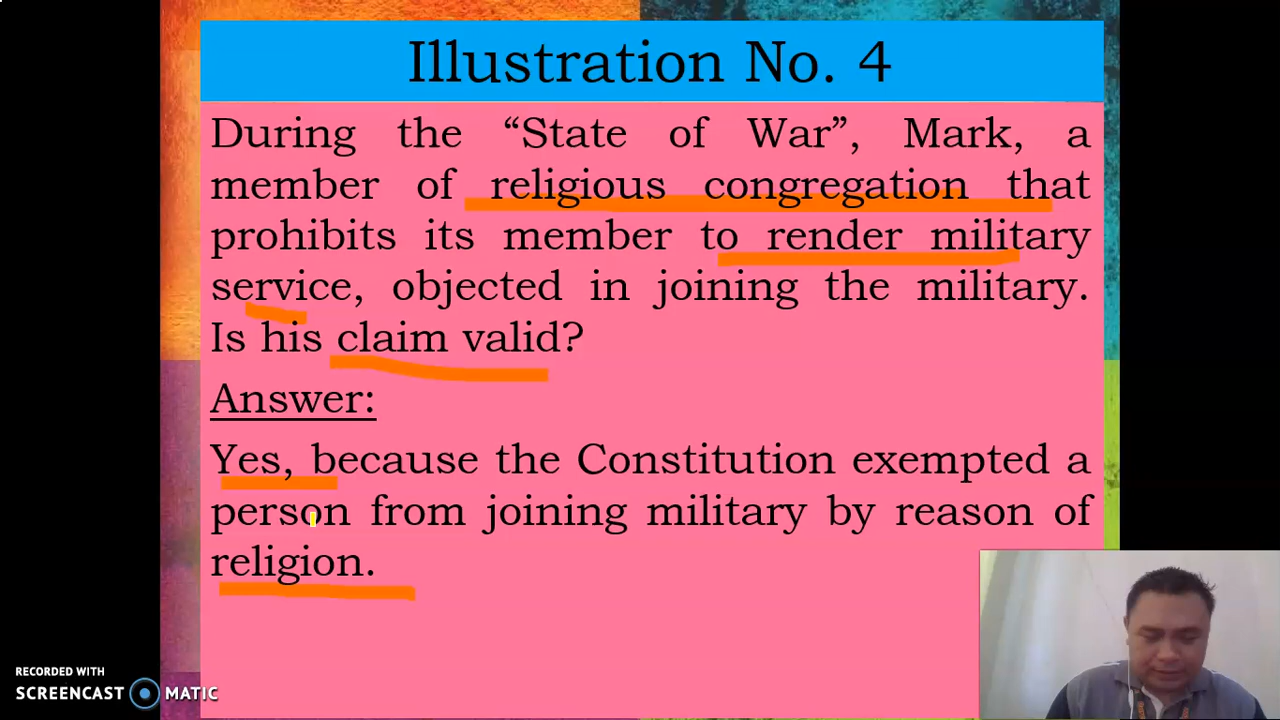 Illustration No. 4
During the “State of War”, Mark, a
member of religious congregation that
prohibits its member to render military
service, objected in joining the military.
Is his claim valid?
Answer:
Yes, because the Constitution exempted a
person from joining military by reason of
religion.
RECORDED WITH
SCREENCAST MATIC